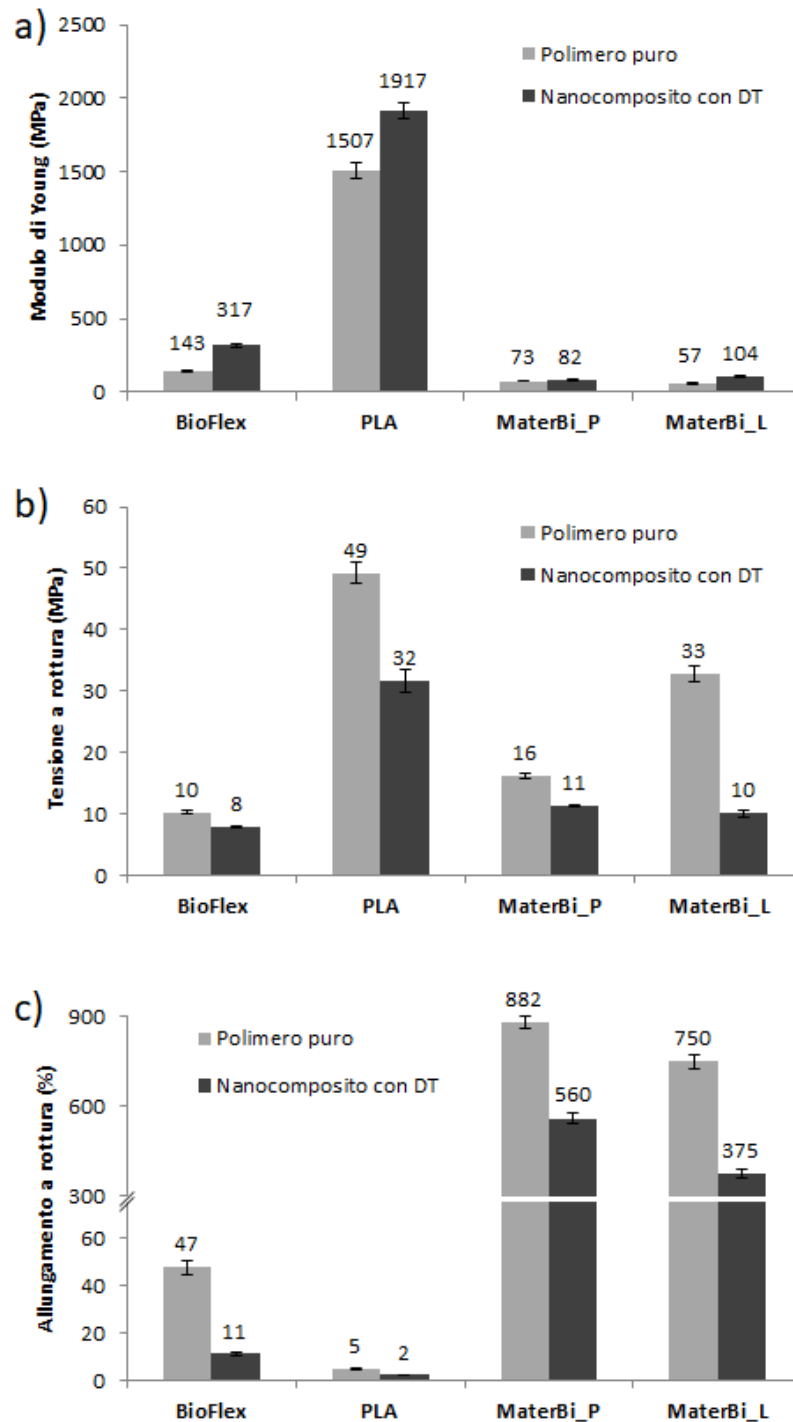 a)
2500
2000
1500
1000
500
0
Modulo di Young (MPa)
Polimero puro
Nanocomposito con DT
143
317
1507
1917
73
82
57
104
BioFlex
PLA
MaterBi_P
MaterBi_L
b)
60
50
40
30
20
10
0
Tensione a rottura (MPa)
Polimero puro
Nanocomposito con DT
10
8
49
32
16
11
33
10
BioFlex
PLA
MaterBi_P
MaterBi_L
c)
900
600
300
60
40
20
0
Allungamento a rottura (%)
Polimero puro
Nanocomposito con DT
47
11
5
2
882
560
750
375
BioFlex
PLA
MaterBi_P
MaterBi_L